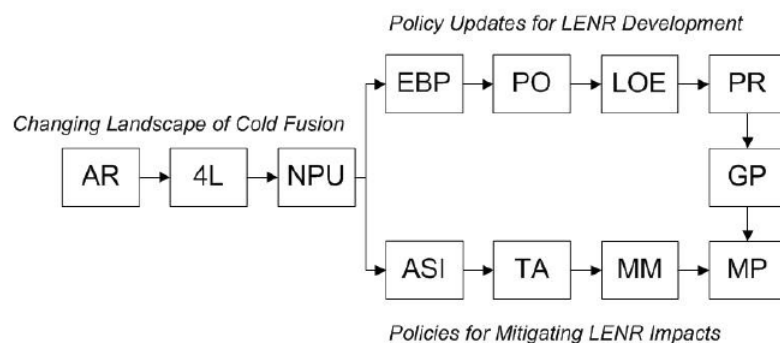 Policy Updates for LENR Development
EBP PO LOE PR
Changing Landscape of Cold Fusion
AR 4L NPU GP
ASI TA MM MP
Policies for Mitigating LENR Impacts